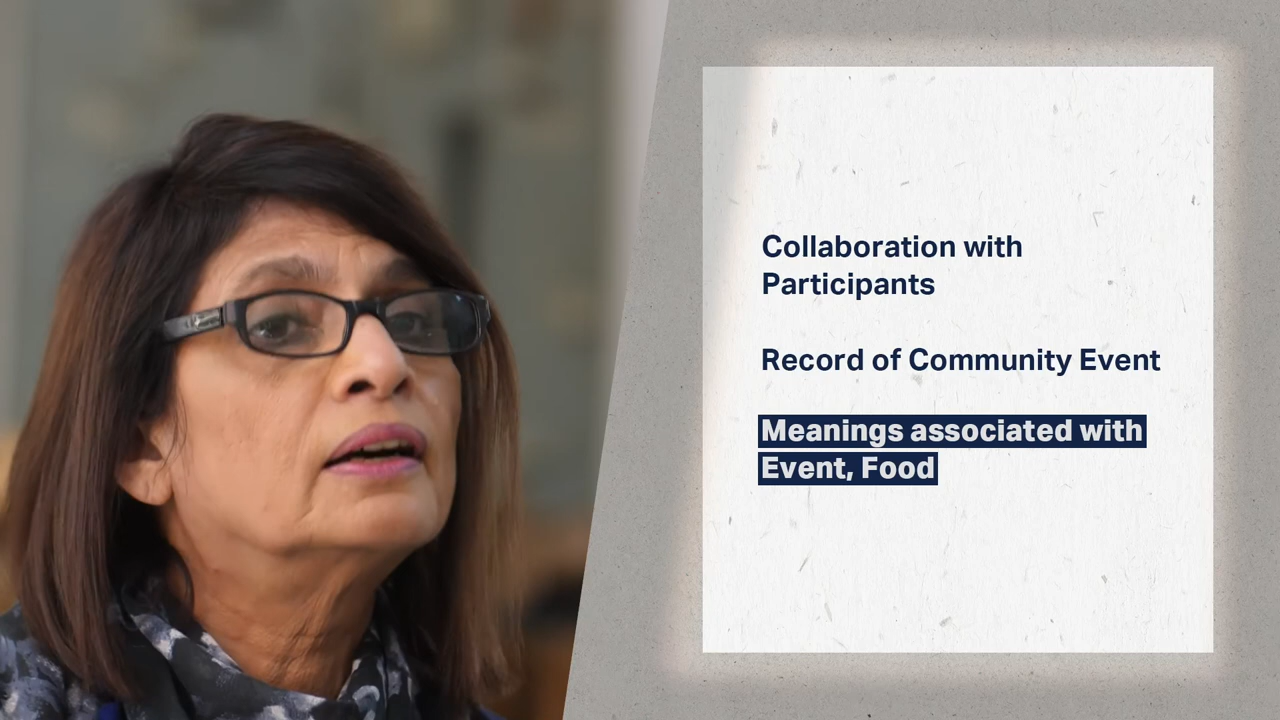 Collaboration with
Participants
Record of Community Event
Meanings associated with
Event, Food